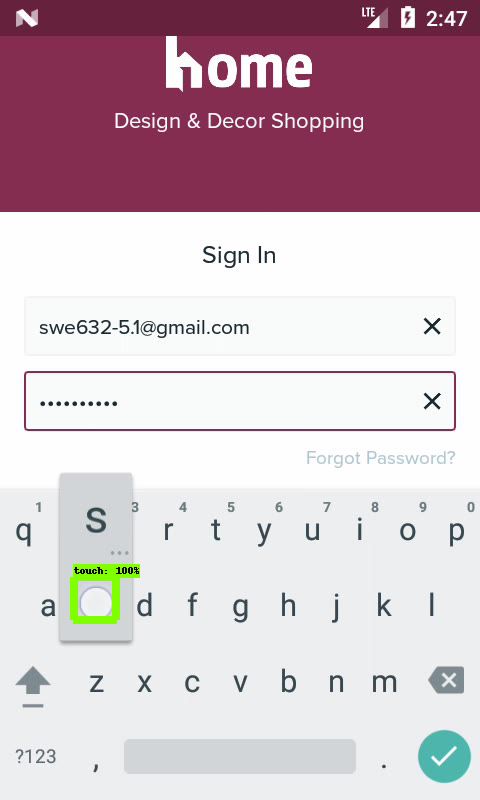 LTE 2:47
home
Design & Decor Shopping
Sign In
swe632-5.1@gmail.com
••••••••••
Forgot Password?
1 3 4 5 6 7 8 9 0
q s r t y u i o p
touch: 100%
a d f g h j k l
z x c v b n m
?123 , .